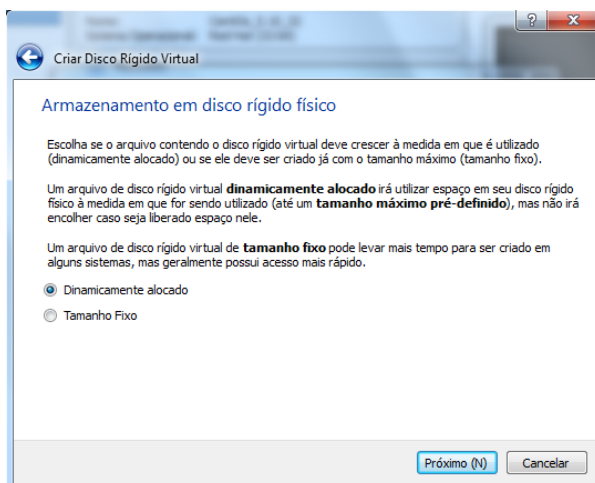 ?
X
Criar Disco Rígido Virtual
Armazenamento em disco rígido físico
Escolha se o arquivo contendo o disco rígido virtual deve crescer à medida em que é utilizado
(dinamicamente alocado) ou se ele deve ser criado já com o tamanho máximo (tamanho fixo).
Um arquivo de disco rígido virtual dinamicamente alocado irá utilizar espaço em seu disco rígido
físico à medida em que for sendo utilizado (até um tamanho máximo pré-definido), mas não irá
encolher caso seja liberado espaço nele.
Um arquivo de disco rígido virtual de tamanho fixo pode levar mais tempo para ser criado em
alguns sistemas, mas geralmente possui acesso mais rápido.
Dinamicamente alocado
Tamanho Fixo
Próximo (N)
Cancelar